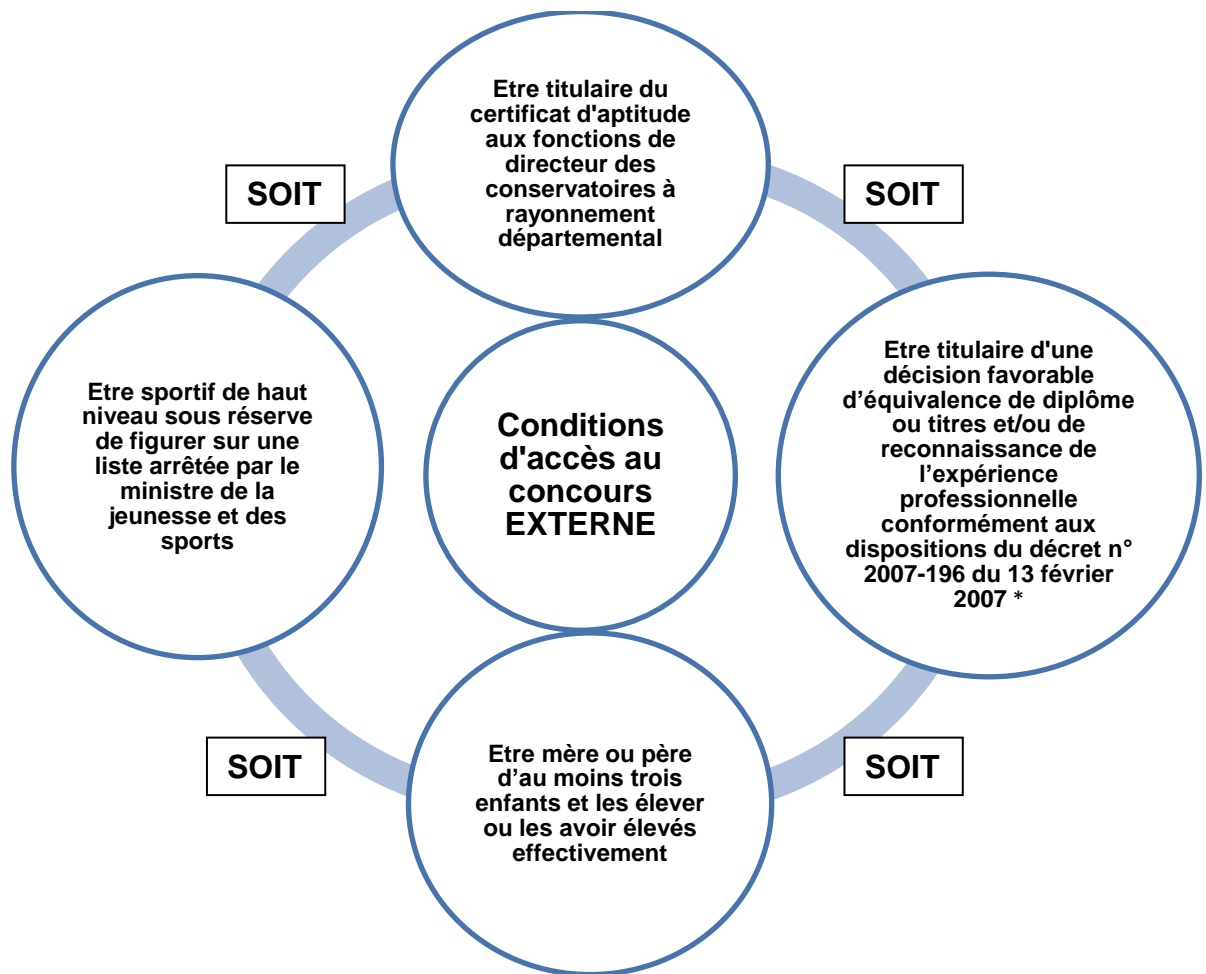 Etre titulaire du
certificat d'aptitude
aux fonctions de
directeur des
conservatoires à
rayonnement
départemental
SOIT
SOIT
Etre sportif de haut
niveau sous réserve
de figurer sur une
liste arrêtée par le
ministre de la
jeunesse et des
sports
Conditions
d'accès au
concours
EXTERNE
Etre titulaire d'une
décision favorable
d’équivalence de diplôme
ou titres et/ou de
reconnaissance de
l’expérience
professionnelle
conformément aux
dispositions du décret n°
2007-196 du 13 février
2007 *
SOIT
SOIT
Etre mère ou père
d’au moins trois
enfants et les élever
ou les avoir élevés
effectivement